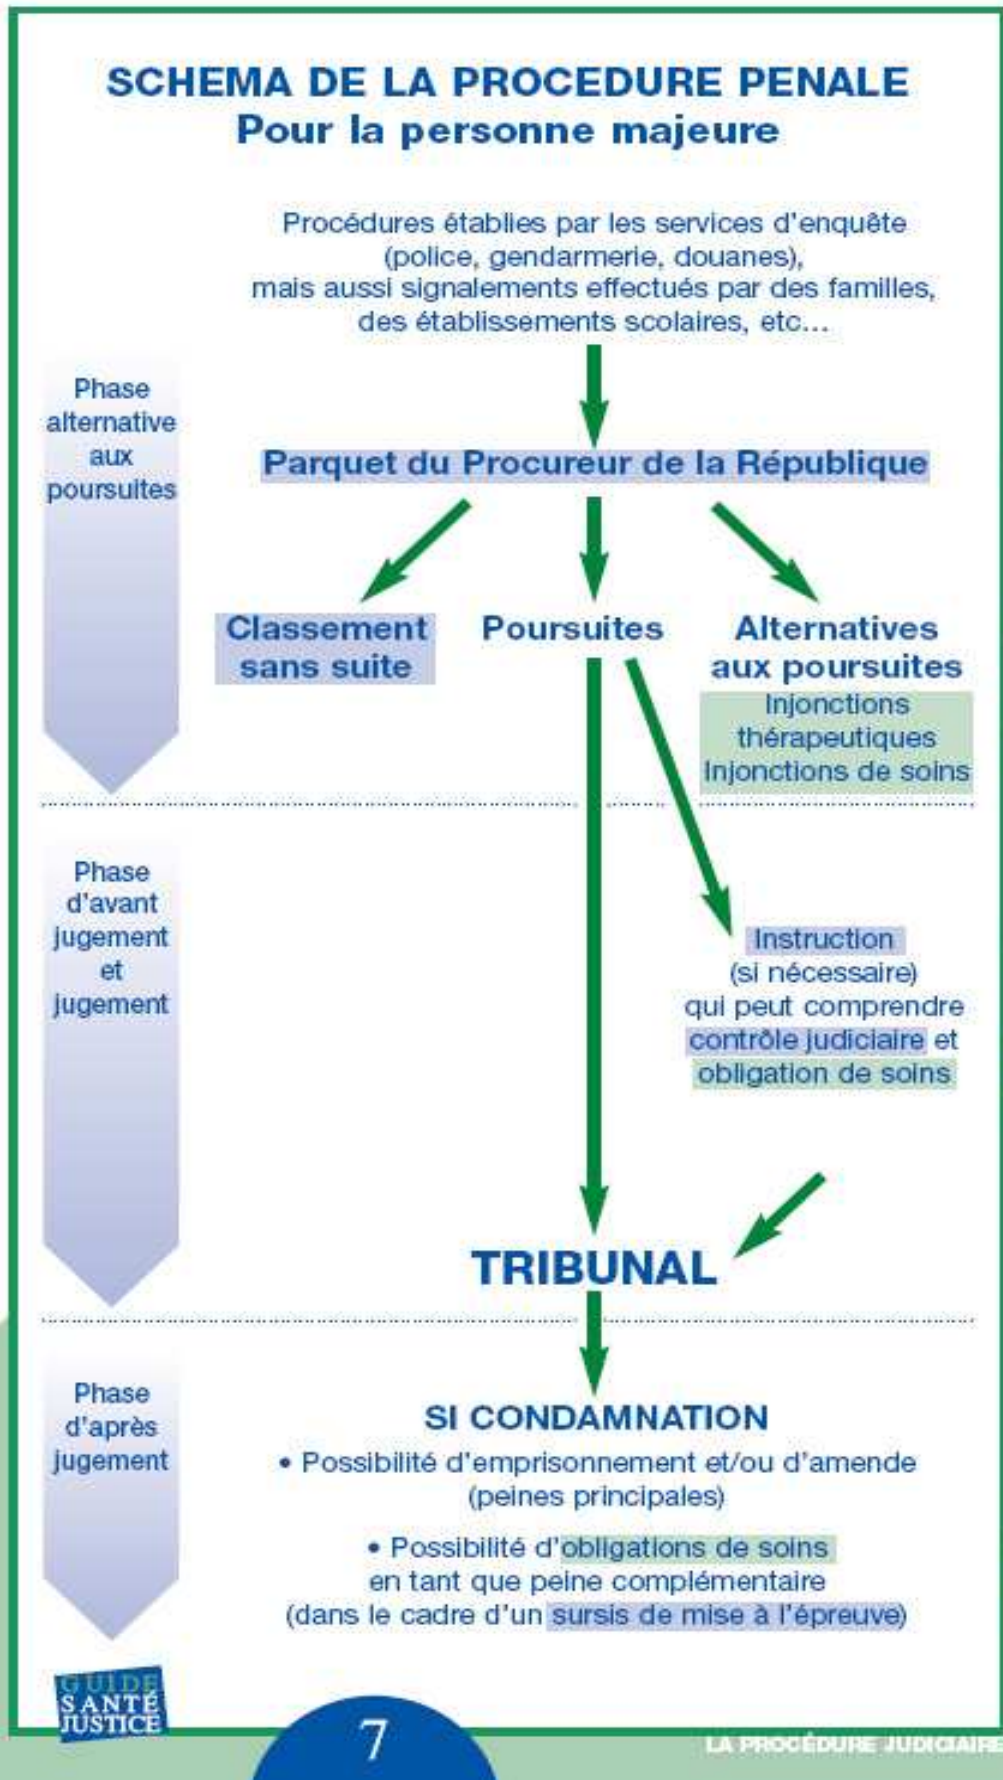 SCHEMA DE LA PROCEDURE PENALE
Pour la personne majeure
Procédures établies par les services d'enquête
(police, gendarmerie, douanes),
mais aussi signalements effectués par des familles,
des établissements scolaires, etc...
Phase
alternative
aux
poursuites
Parquet du Procureur de la République
Classement
sans suite
Poursuites
Alternatives
aux poursuites
Injonctions
thérapeutiques
Injonctions de soins
Phase
d'avant
jugement
et
jugement
Instruction
(si nécessaire)
qui peut comprendre
contrôle judiciaire et
obligation de soins
TRIBUNAL
Phase
d'après
jugement
SI CONDAMNATION
• Possibilité d'emprisonnement et/ou d'amende
(peines principales)
• Possibilité d'obligations de soins
en tant que peine complémentaire
(dans le cadre d'un sursis de mise à l'épreuve)
GUIDE
SANTÉ
JUSTICE
7
LA PROCÉDURE JUDICIAIRE